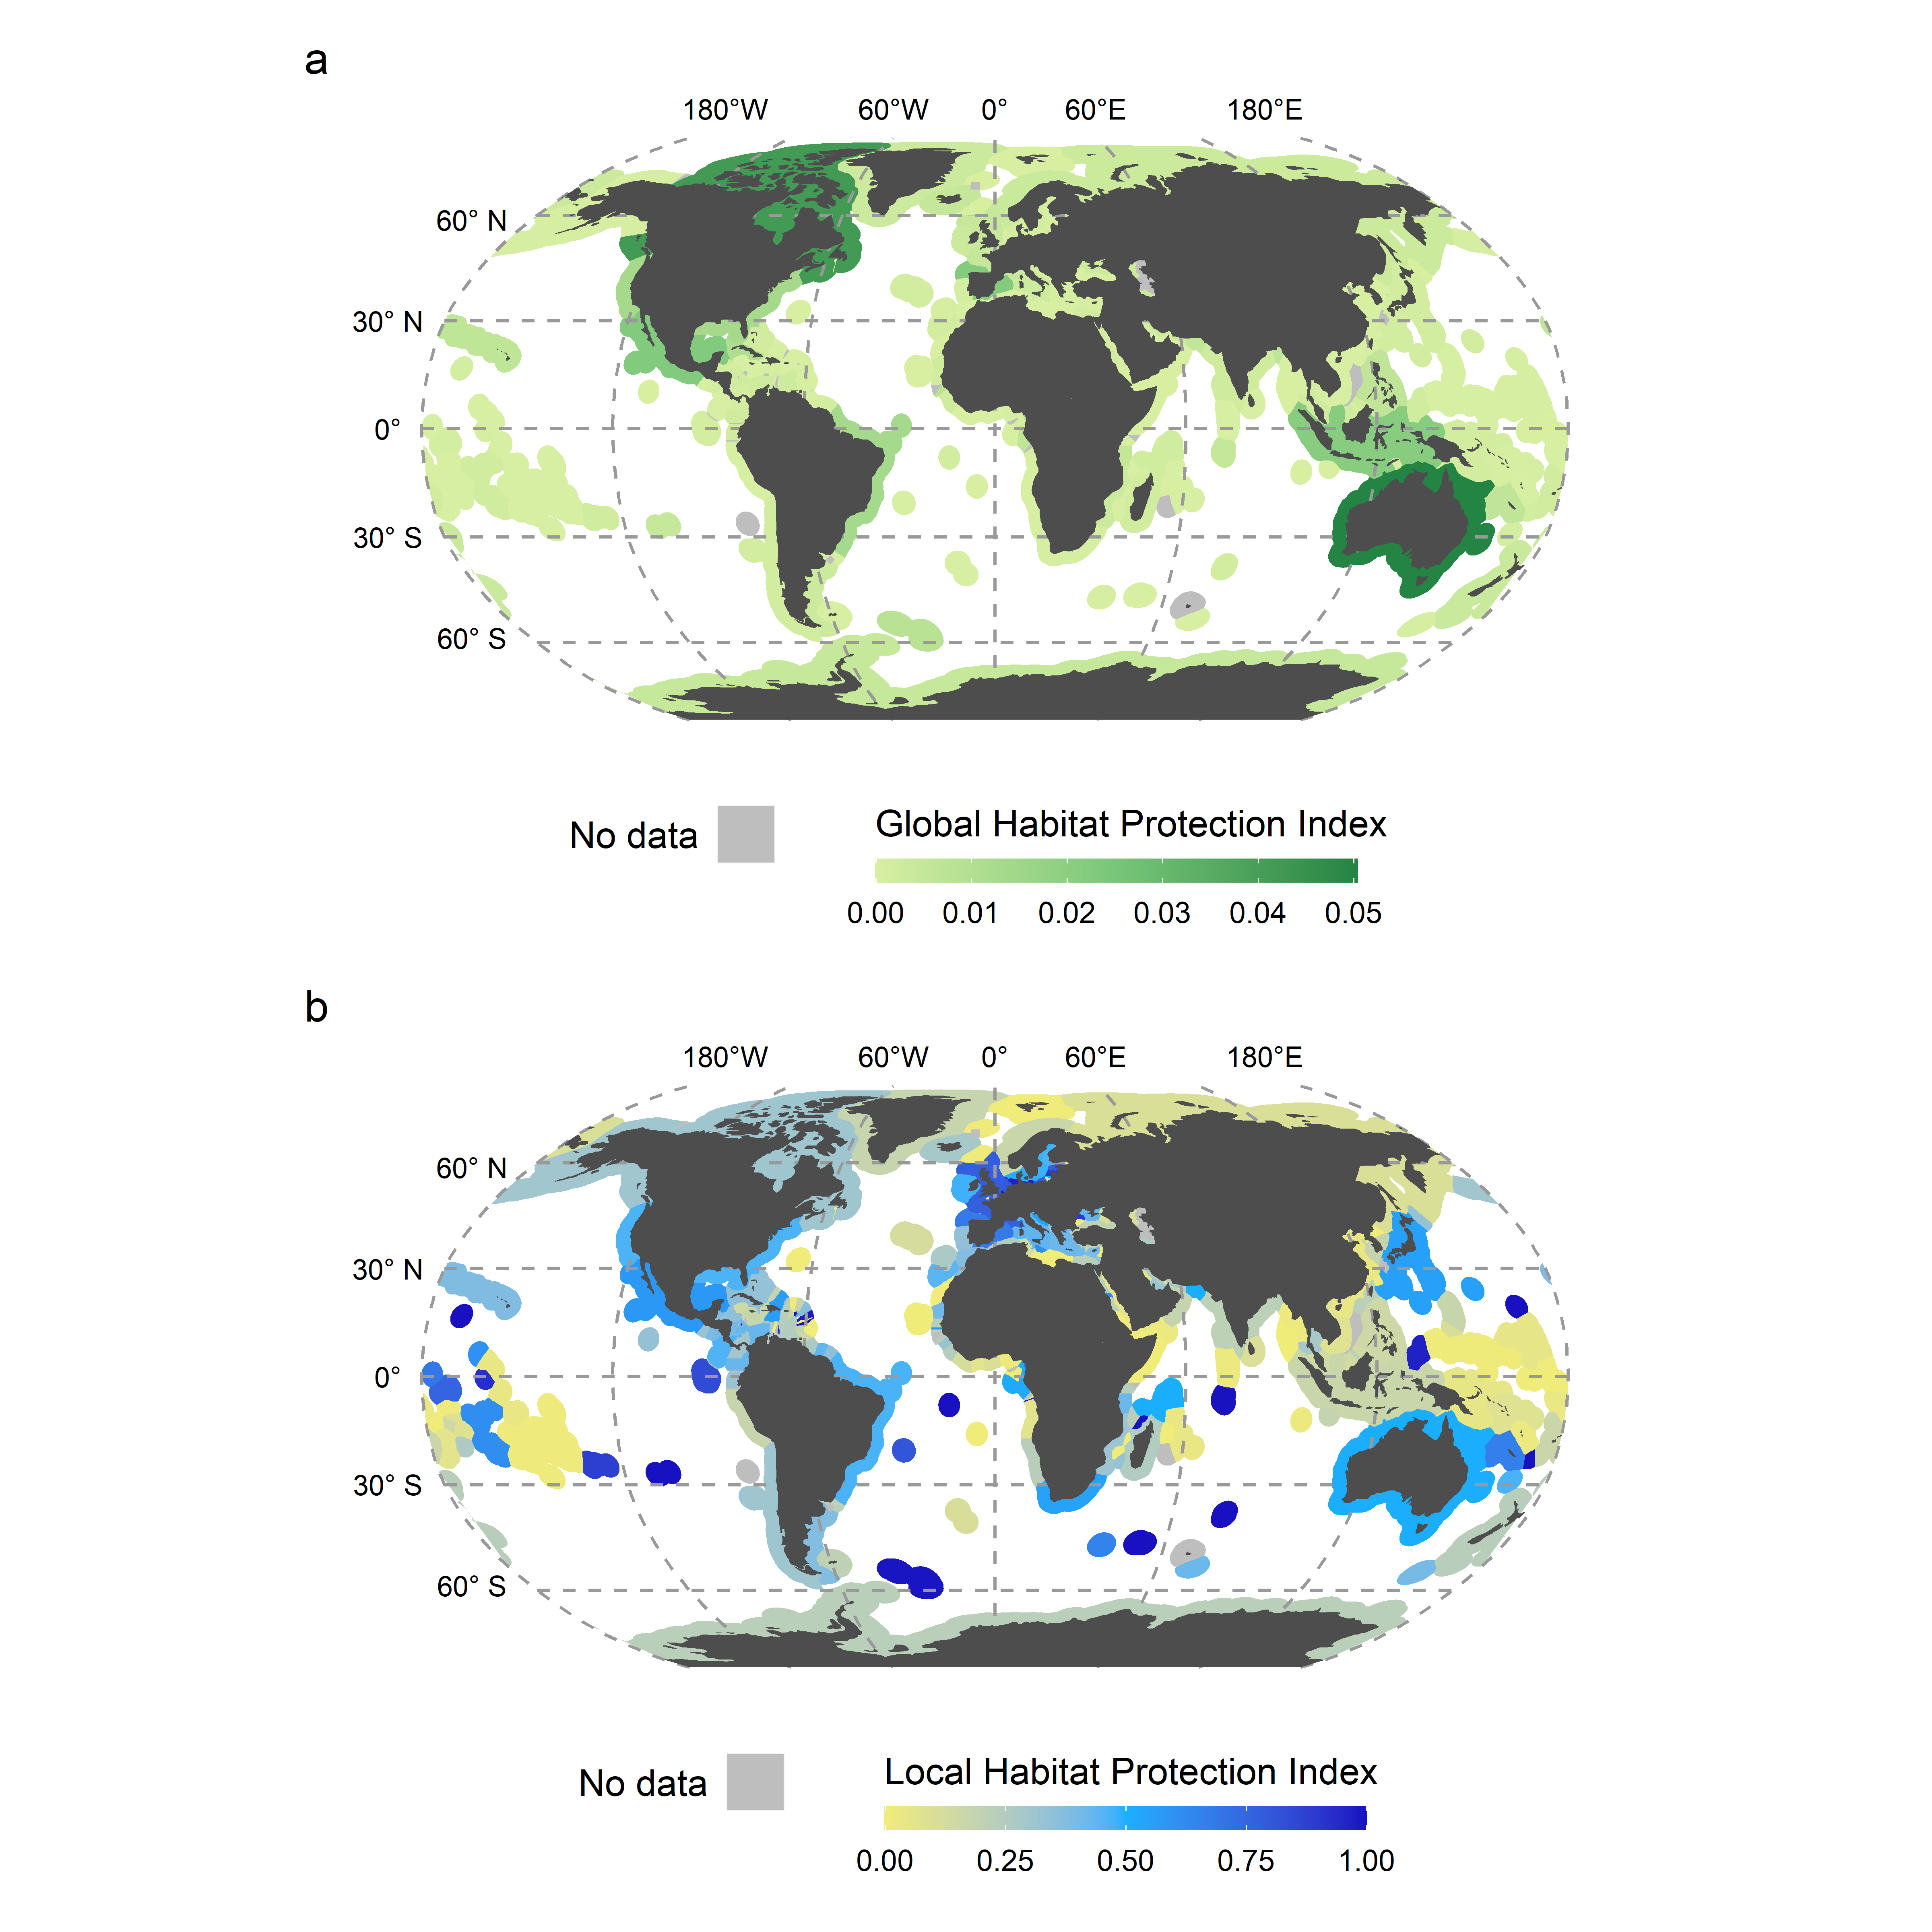 a
180°W 60°W 0° 60°E 180°E
60° N
30° N
0°
30° S
60° S
No data
Global Habitat Protection Index
0.00 0.01 0.02 0.03 0.04 0.05
b
180°W 60°W 0° 60°E 180°E
60° N
30° N
0°
30° S
60° S
No data
Local Habitat Protection Index
0.00 0.25 0.50 0.75 1.00